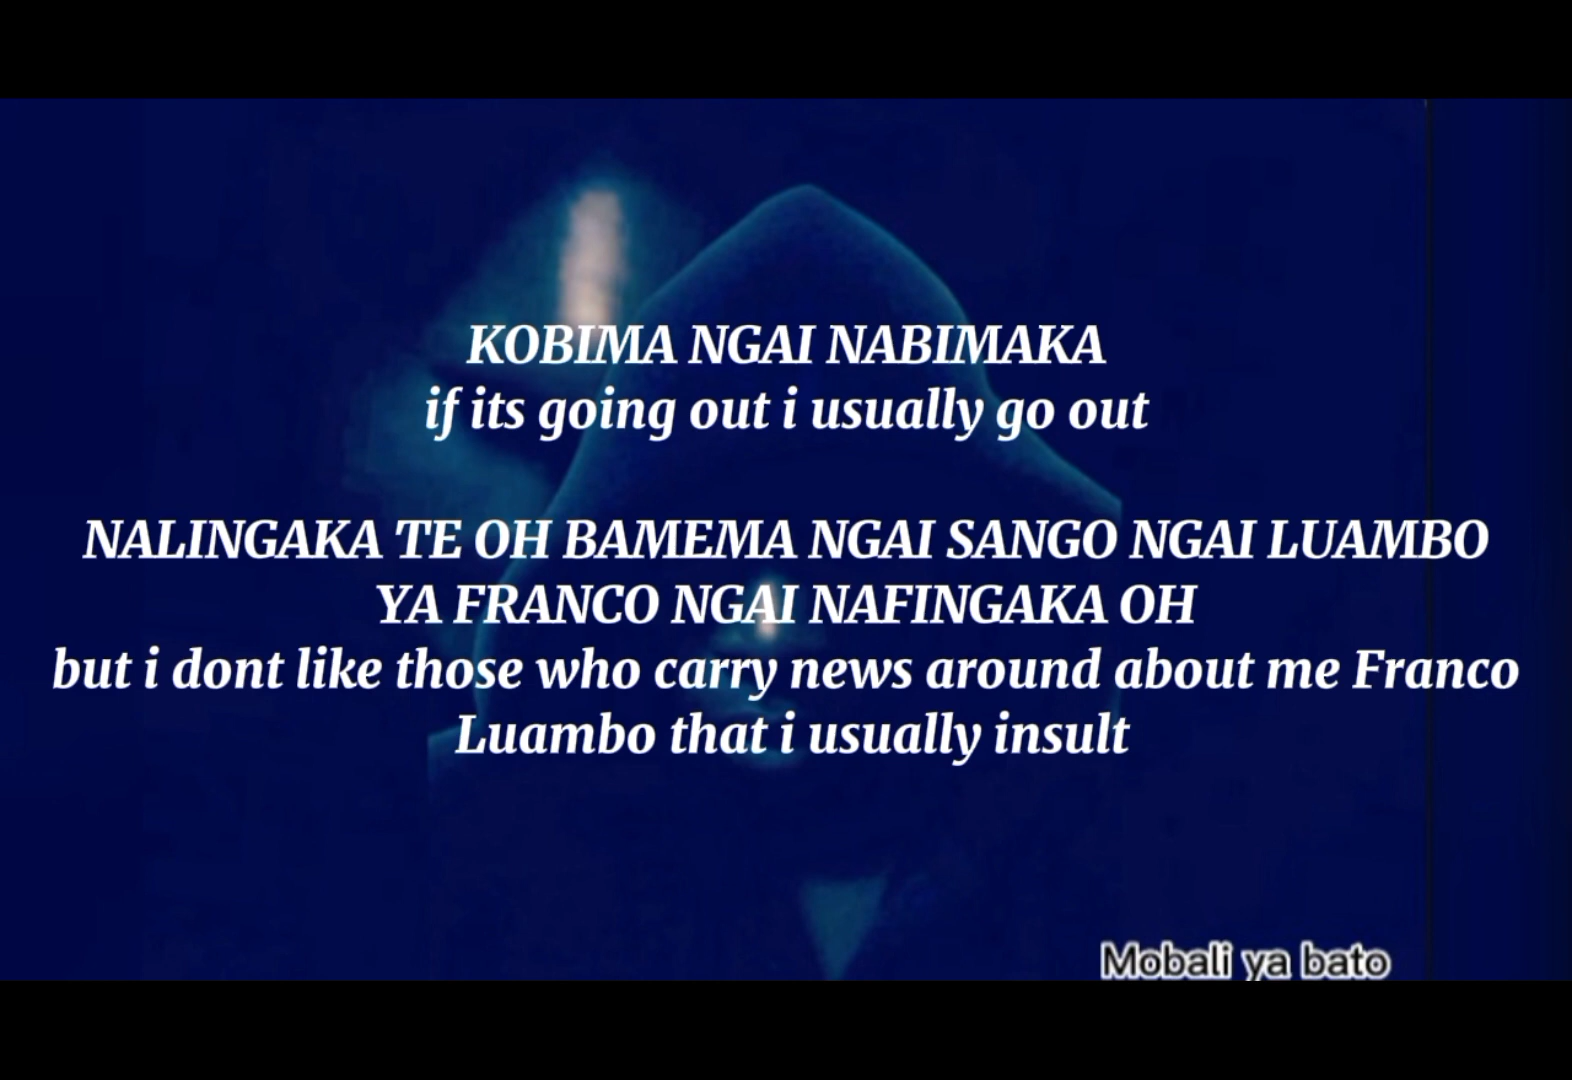 KOBIMA NGAI NABIMAKA
if its going out i usually go out
NALINGAKA TE OH BAMEMA NGAI SANGO NGAI LUAMBO
YA FRANCO NGAI NAFINGAKA OH
but i dont like those who carry news around about me Franco
Luambo that i usually insult
Mobali ya bato